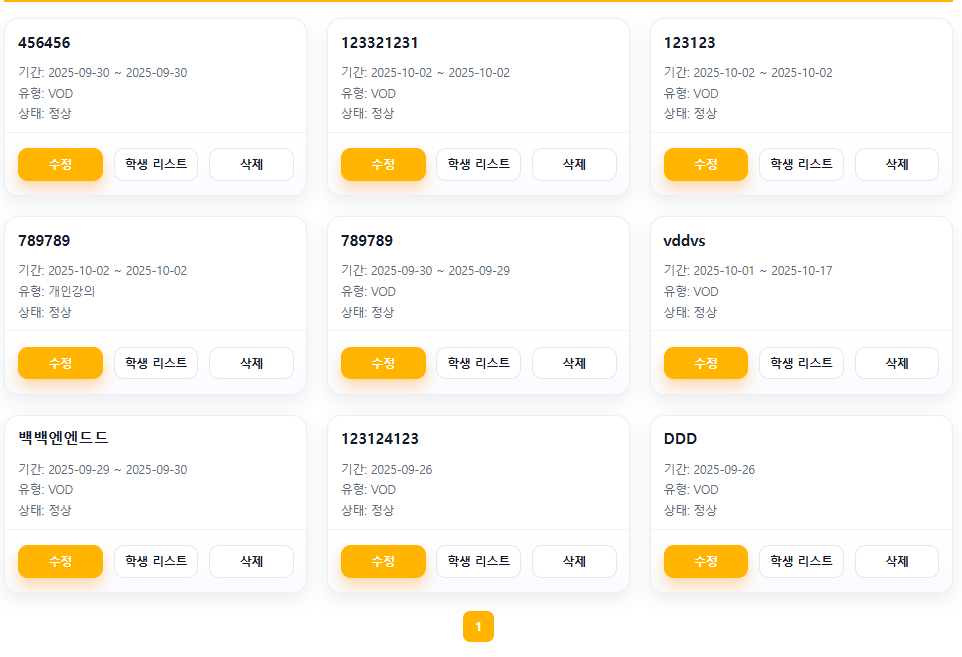 456456
기간: 2025-09-30 ~ 2025-09-30
유형: VOD
상태: 정상
수정 학생 리스트 삭제
123321231
기간: 2025-10-02 ~ 2025-10-02
유형: VOD
상태: 정상
수정 학생 리스트 삭제
123123
기간: 2025-10-02 ~ 2025-10-02
유형: VOD
상태: 정상
수정 학생 리스트 삭제
789789
기간: 2025-10-02 ~ 2025-10-02
유형: 개인강의
상태: 정상
수정 학생 리스트 삭제
789789
기간: 2025-09-30 ~ 2025-09-29
유형: VOD
상태: 정상
수정 학생 리스트 삭제
vddvs
기간: 2025-10-01 ~ 2025-10-17
유형: VOD
상태: 정상
수정 학생 리스트 삭제
백백엔엔드드
기간: 2025-09-29 ~ 2025-09-30
유형: VOD
상태: 정상
수정 학생 리스트 삭제
123124123
기간: 2025-09-26
유형: VOD
상태: 정상
수정 학생 리스트 삭제
DDD
기간: 2025-09-26
유형: VOD
상태: 정상
수정 학생 리스트 삭제
1